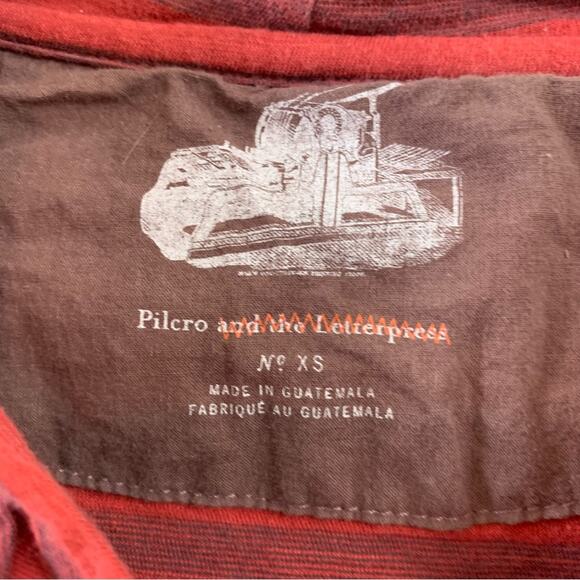 Pilcro and the Letterpress
Nº XS
MADE IN GUATEMALA
FABRIQUÉ AU GUATEMALA